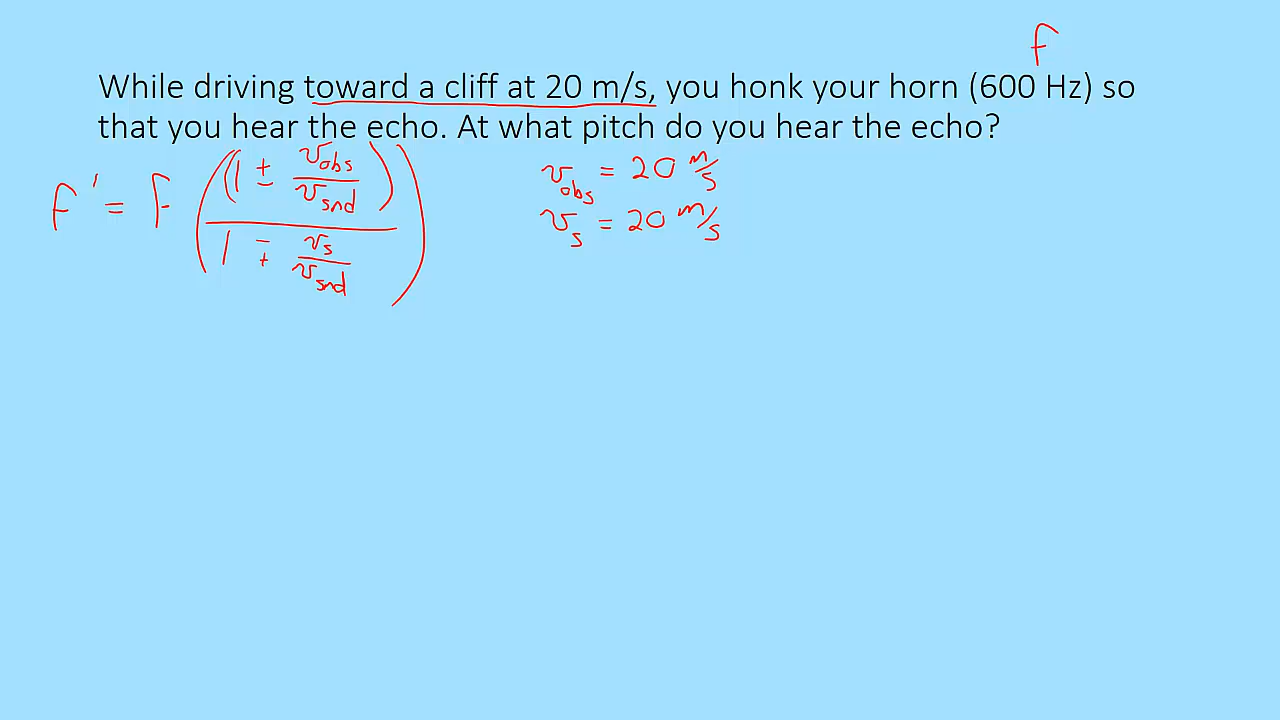 f
While driving toward a cliff at 20 m/s, you honk your horn (600 Hz) so
that you hear the echo. At what pitch do you hear the echo?
f' = f ((1 ± v_obs/v_snd) / (1 ∓ v_s/v_snd))
v_obs = 20 m/s
v_s = 20 m/s